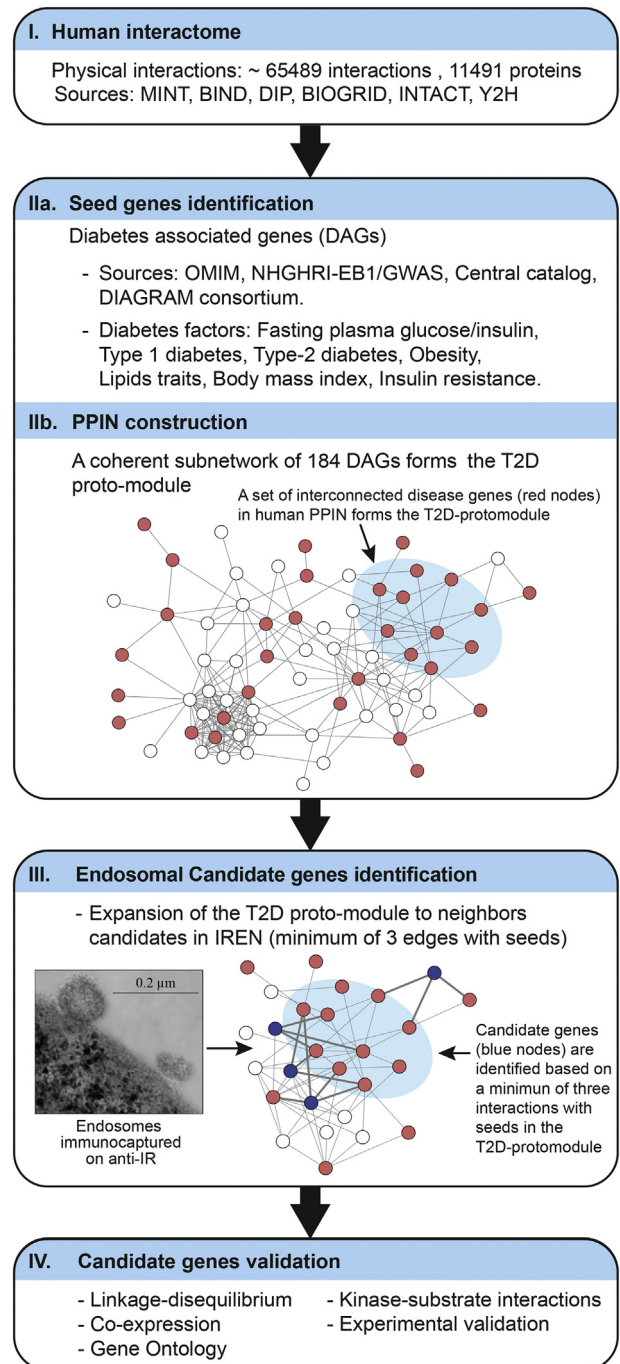 I. Human interactome
Physical interactions: ~ 65489 interactions , 11491 proteins
Sources: MINT, BIND, DIP, BIOGRID, INTACT, Y2H
IIa. Seed genes identification
Diabetes associated genes (DAGs)
- Sources: OMIM, NHGHRI-EB1/GWAS, Central catalog,
DIAGRAM consortium.
- Diabetes factors: Fasting plasma glucose/insulin,
Type 1 diabetes, Type-2 diabetes, Obesity,
Lipids traits, Body mass index, Insulin resistance.
IIb. PPIN construction
A coherent subnetwork of 184 DAGs forms the T2D
proto-module
A set of interconnected disease genes (red nodes)
in human PPIN forms the T2D-protomodule
III. Endosomal Candidate genes identification
- Expansion of the T2D proto-module to neighbors
candidates in IREN (minimum of 3 edges with seeds)
0.2 µm
Endosomes
immunocaptured
on anti-IR
Candidate genes
(blue nodes) are
identified based on
a minimun of three
interactions with
seeds in the
T2D-protomodule
IV. Candidate genes validation
- Linkage-disequilibrium
- Co-expression
- Gene Ontology
- Kinase-substrate interactions
- Experimental validation